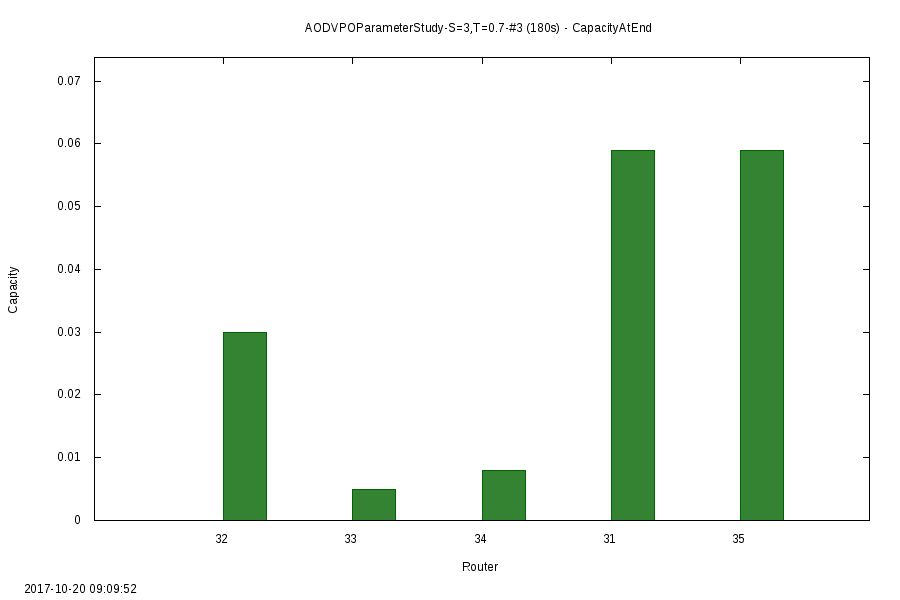 AODVPOParameterStudy-S=3,T=0.7-#3 (180s) - CapacityAtEnd
0.07
0.06
0.05
0.04
0.03
0.02
0.01
0
Capacity
32 33 34 31 35
Router
2017-10-20 09:09:52